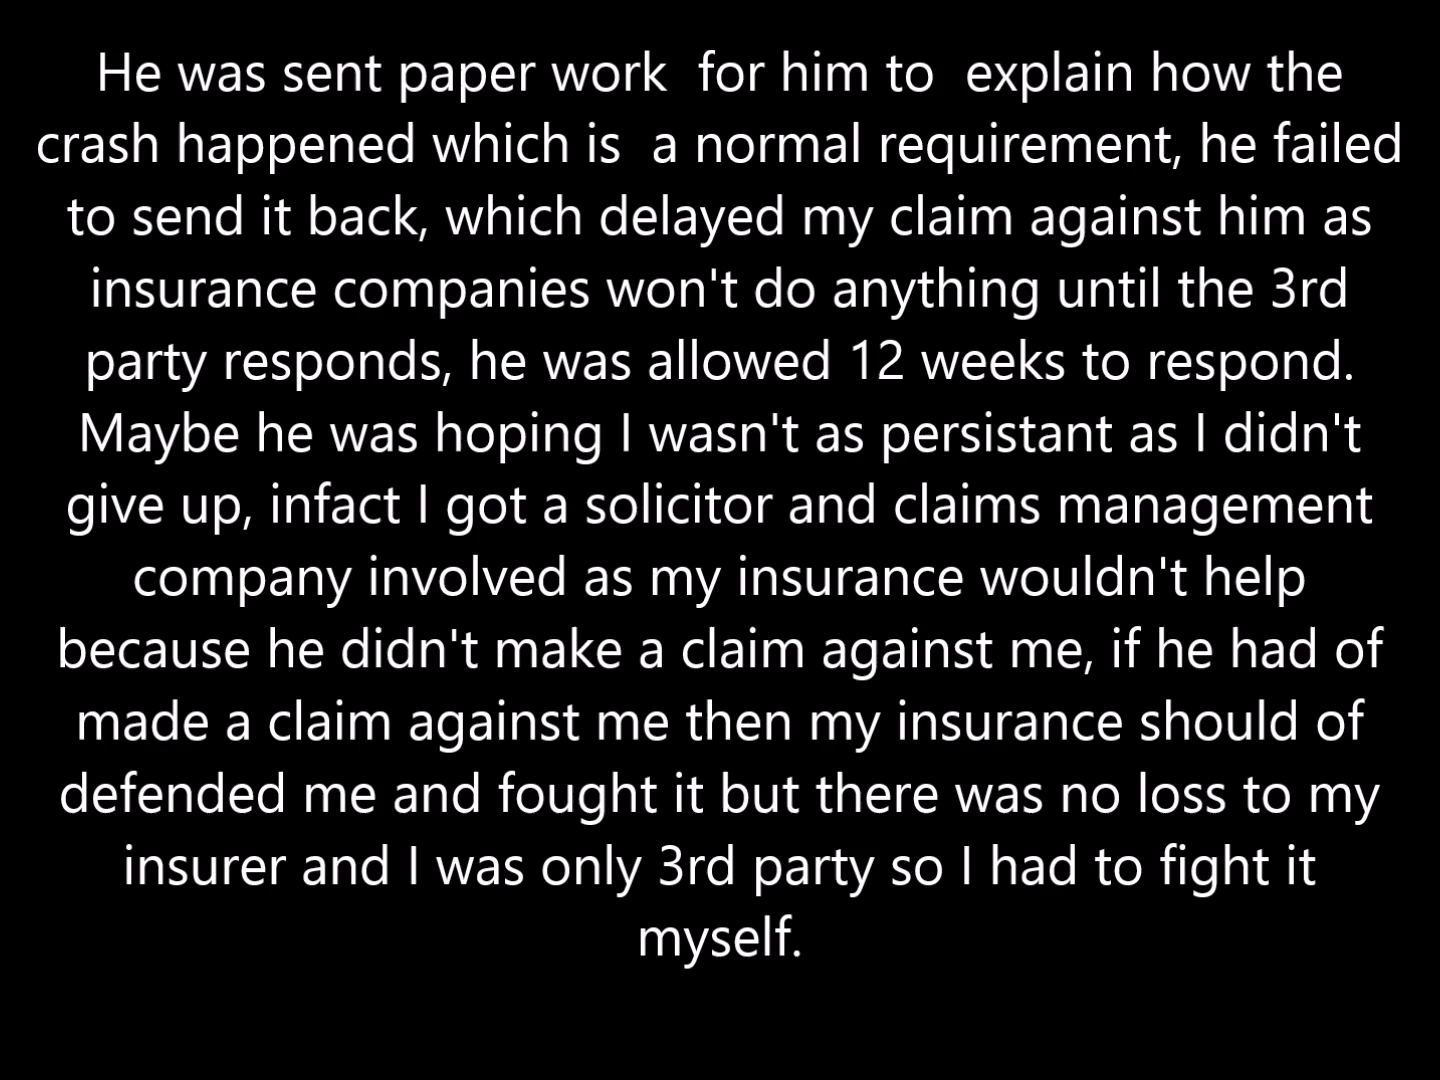 He was sent paper work  for him to  explain how the
crash happened which is  a normal requirement, he failed
to send it back, which delayed my claim against him as
insurance companies won't do anything until the 3rd
party responds, he was allowed 12 weeks to respond.
Maybe he was hoping I wasn't as persistant as I didn't
give up, infact I got a solicitor and claims management
company involved as my insurance wouldn't help
because he didn't make a claim against me, if he had of
made a claim against me then my insurance should of
defended me and fought it but there was no loss to my
insurer and I was only 3rd party so I had to fight it
myself.